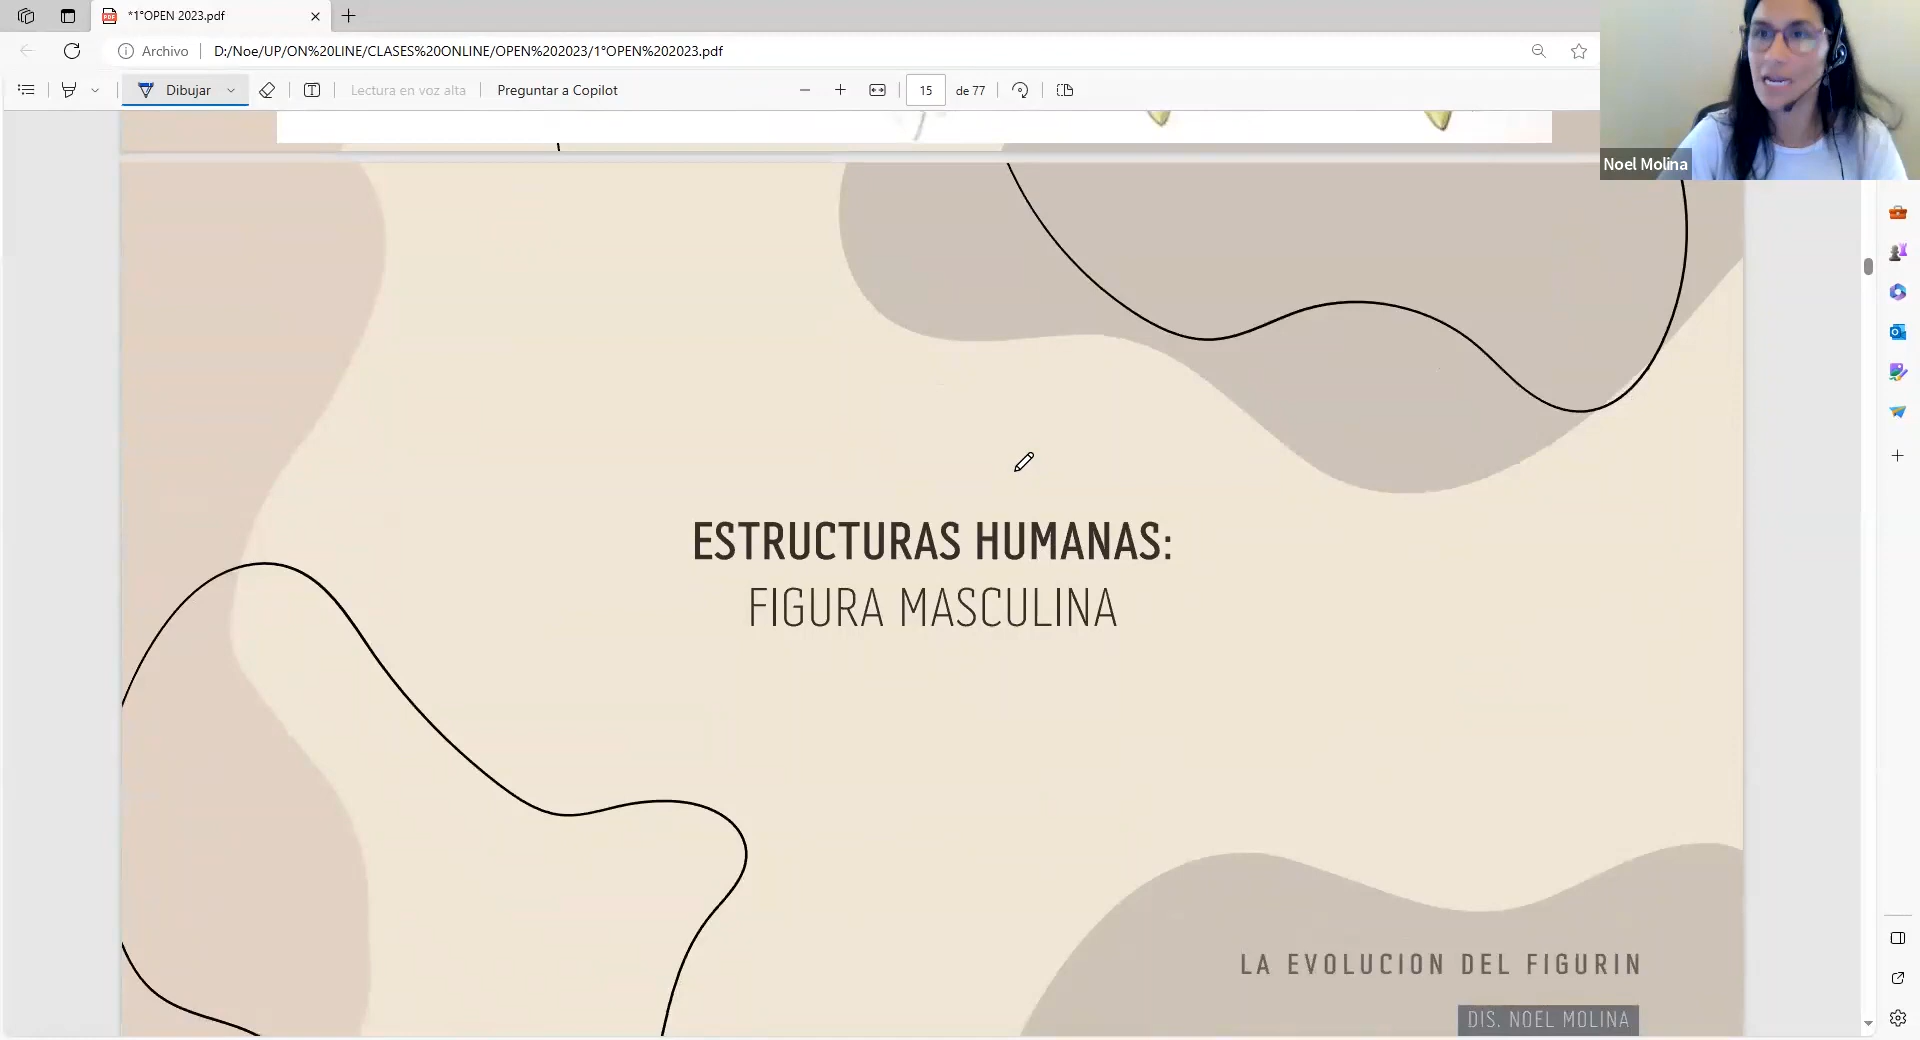 *1°OPEN 2023.pdf
Archivo
D:/Noe/UP/ON%20LINE/CLASES%20ONLINE/OPEN%202023/1°OPEN%202023.pdf
Dibujar
Lectura en voz alta
Preguntar a Copilot
15
de 77
Noel Molina
ESTRUCTURAS HUMANAS:
FIGURA MASCULINA
LA EVOLUCION DEL FIGURIN
DIS. NOEL MOLINA